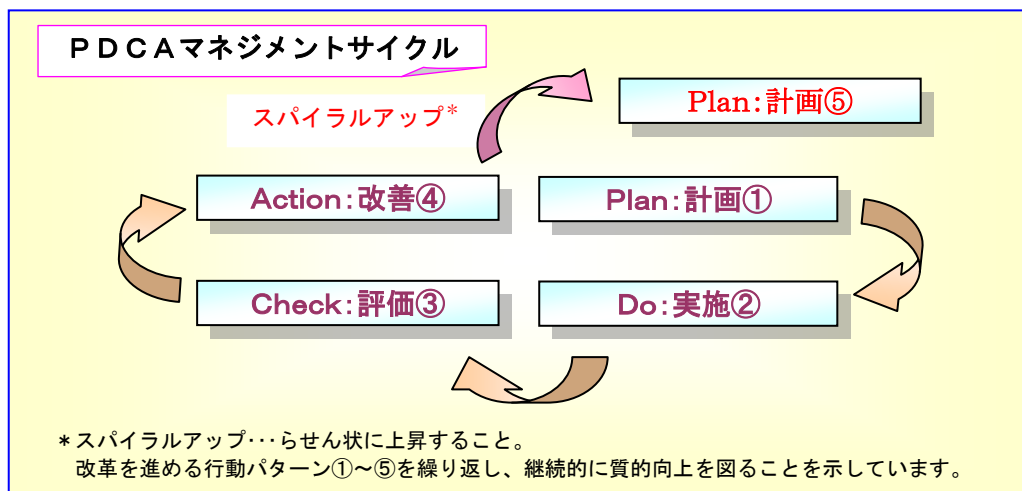 ＰＤＣＡマネジメントサイクル
スパイラルアップ*
Plan:計画⑤
Action:改善④
Plan:計画①
Check:評価③
Do:実施②
＊スパイラルアップ･･･らせん状に上昇すること。
改革を進める行動パターン①～⑤を繰り返し、継続的に質的向上を図ることを示しています。